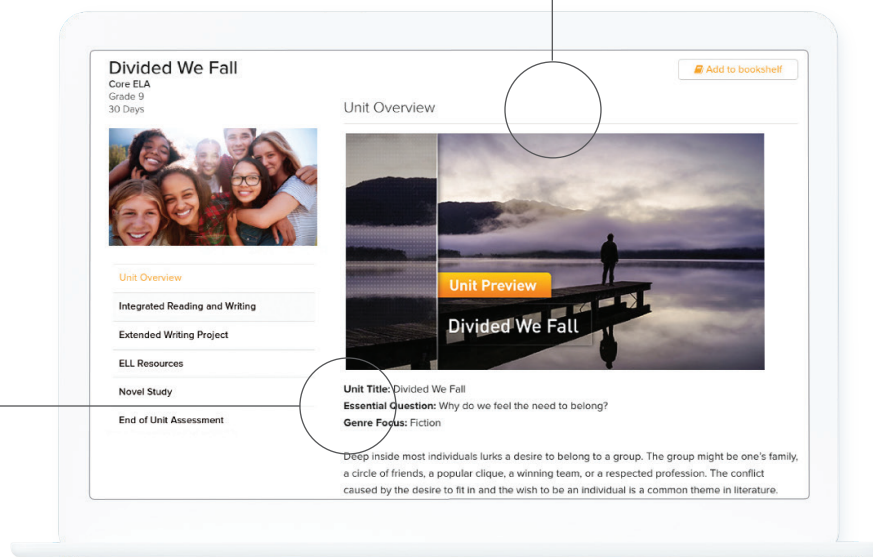 Divided We Fall
Core ELA
Grade 9
30 Days
Add to bookshelf
Unit Overview
Unit Preview
Divided We Fall
Unit Overview
Integrated Reading and Writing
Extended Writing Project
ELL Resources
Novel Study
End of Unit Assessment
Unit Title: Divided We Fall
Essential Question: Why do we feel the need to belong?
Genre Focus: Fiction
Deep inside most individuals lurks a desire to belong to a group. The group might be one’s family,
a circle of friends, a popular clique, a winning team, or a respected profession. The conflict
caused by the desire to fit in and the wish to be an individual is a common theme in literature.